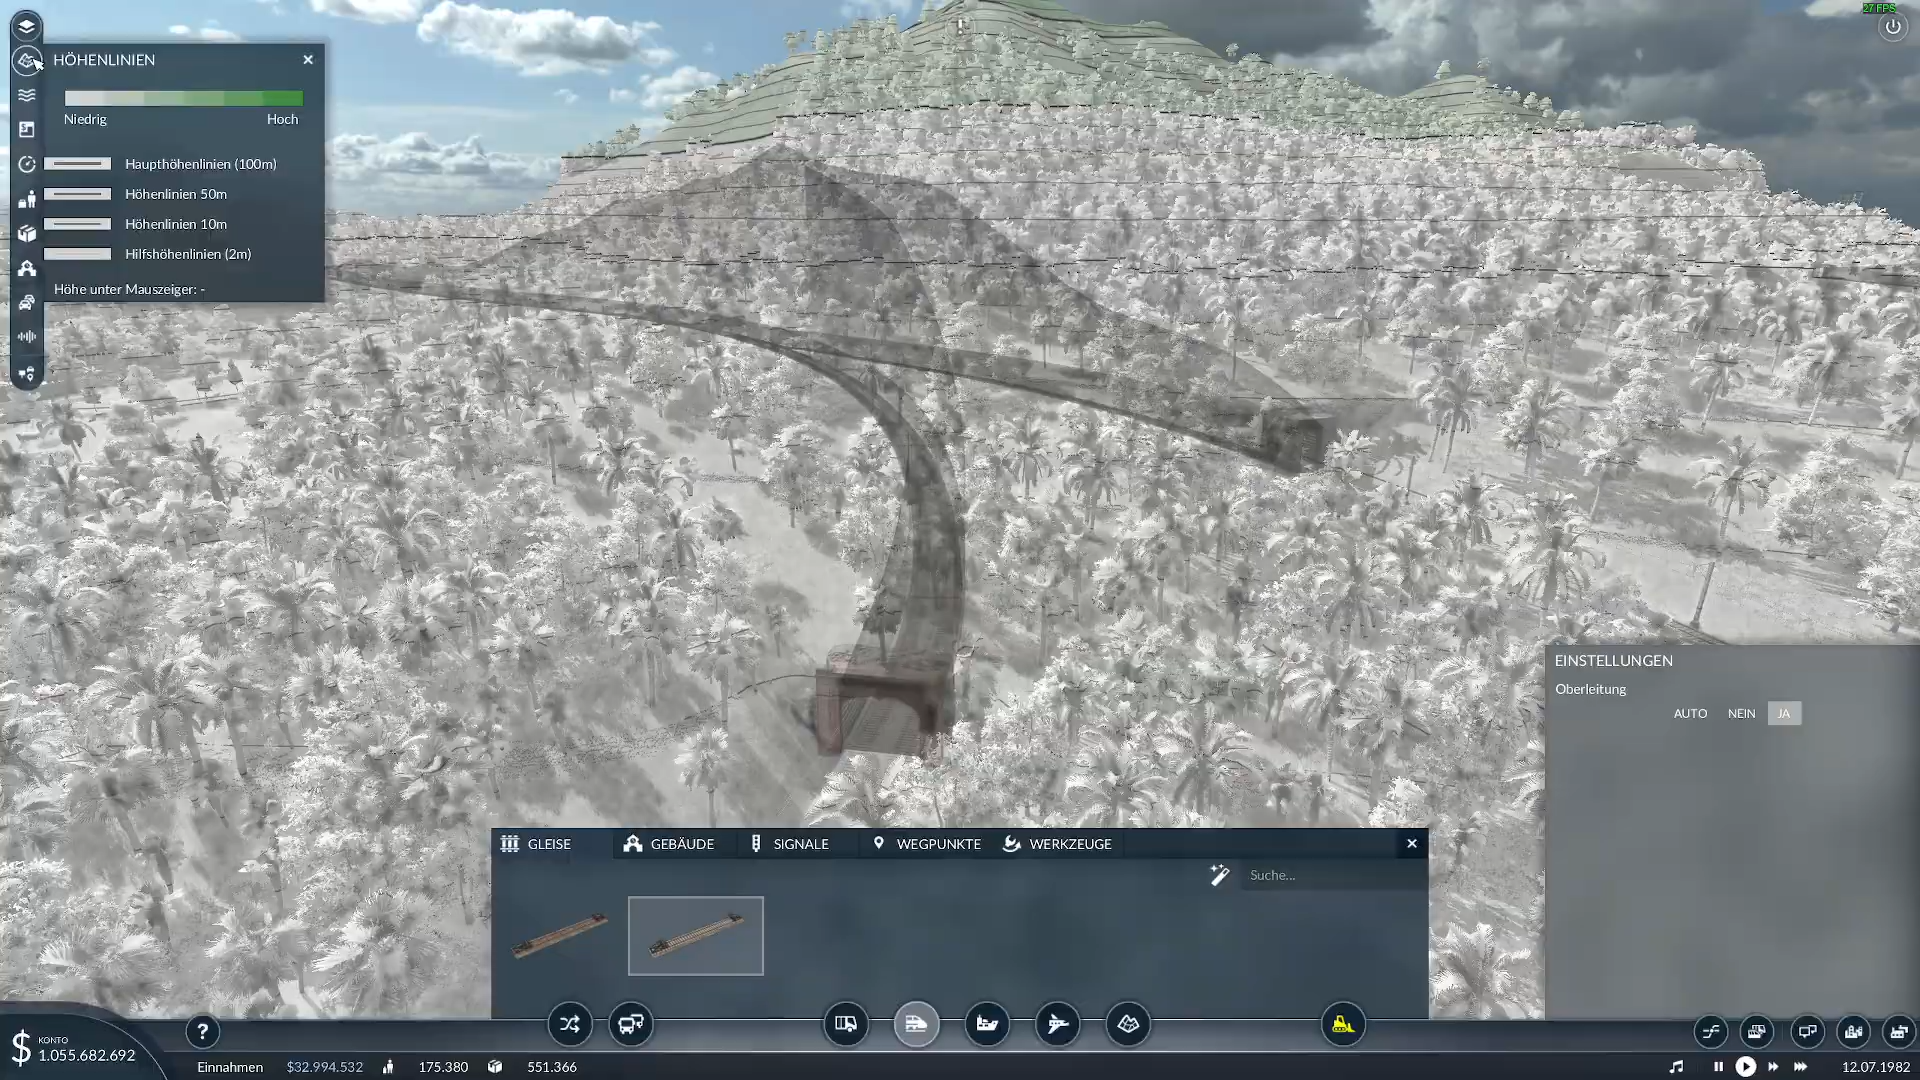 27 FPS
HÖHENLINIEN
Niedrig Hoch
Haupthöhenlinien (100m)
Höhenlinien 50m
Höhenlinien 10m
Hilfshöhenlinien (2m)
Höhe unter Mauszeiger: -
EINSTELLUNGEN
Oberleitung
AUTO NEIN JA
GLEISE GEBÄUDE SIGNALE WEGPUNKTE WERKZEUGE
Suche...
?
$ KONTO
1.055.682.692
Einnahmen $32.994.532 175.380 551.366
12.07.1982